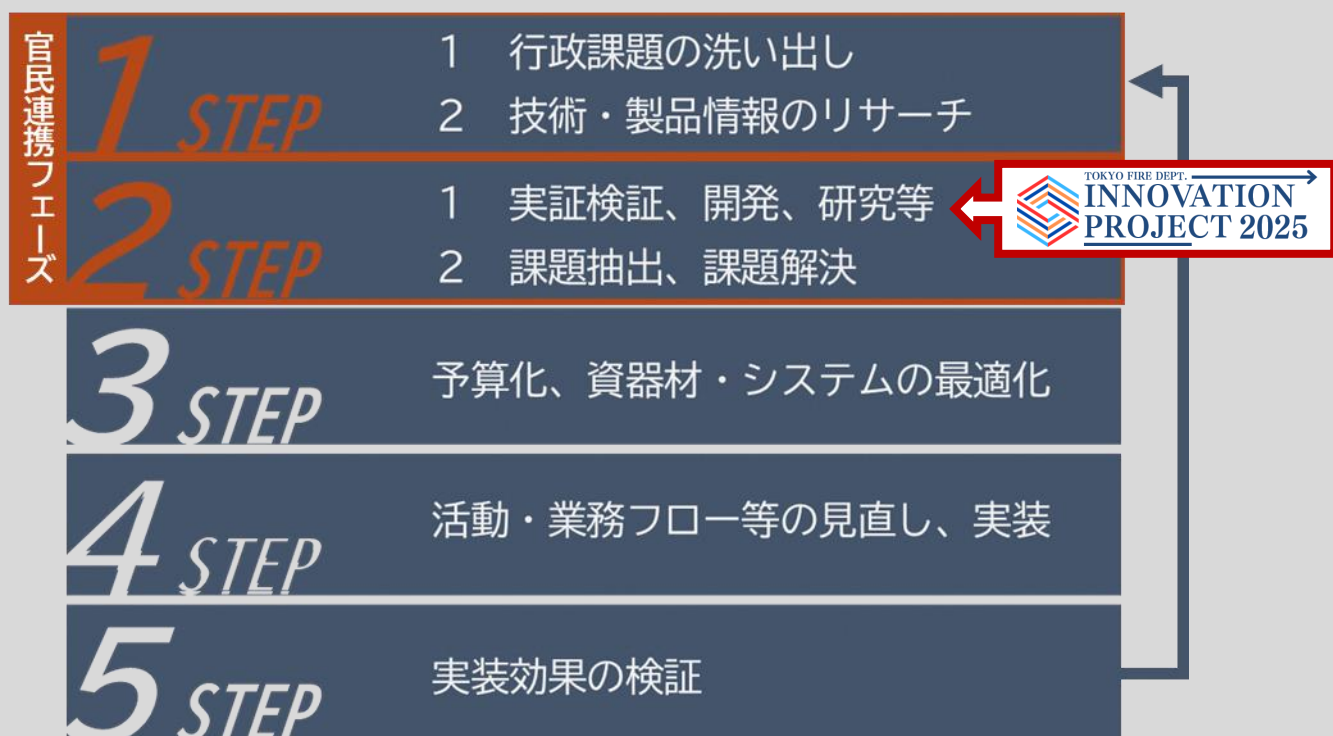 官民連携フェーズ
1 STEP
1 行政課題の洗い出し
2 技術・製品情報のリサーチ
2 STEP
1 実証検証、開発、研究等
2 課題抽出、課題解決
TOKYO FIRE DEPT.
INNOVATION
PROJECT 2025
3 STEP
予算化、資器材・システムの最適化
4 STEP
活動・業務フロー等の見直し、実装
5 STEP
実装効果の検証